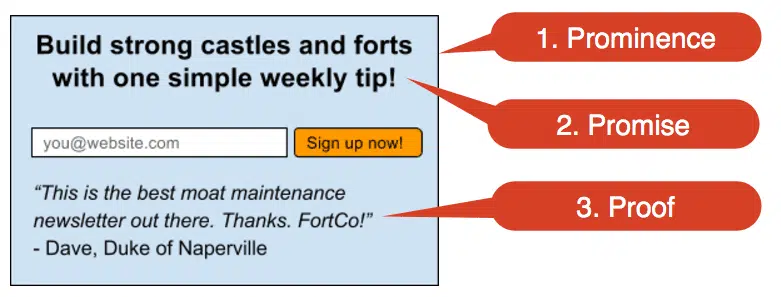 Build strong castles and forts
with one simple weekly tip!
you@website.com
Sign up now!
“This is the best moat maintenance
newsletter out there. Thanks. FortCo!”
- Dave, Duke of Naperville
1. Prominence
2. Promise
3. Proof